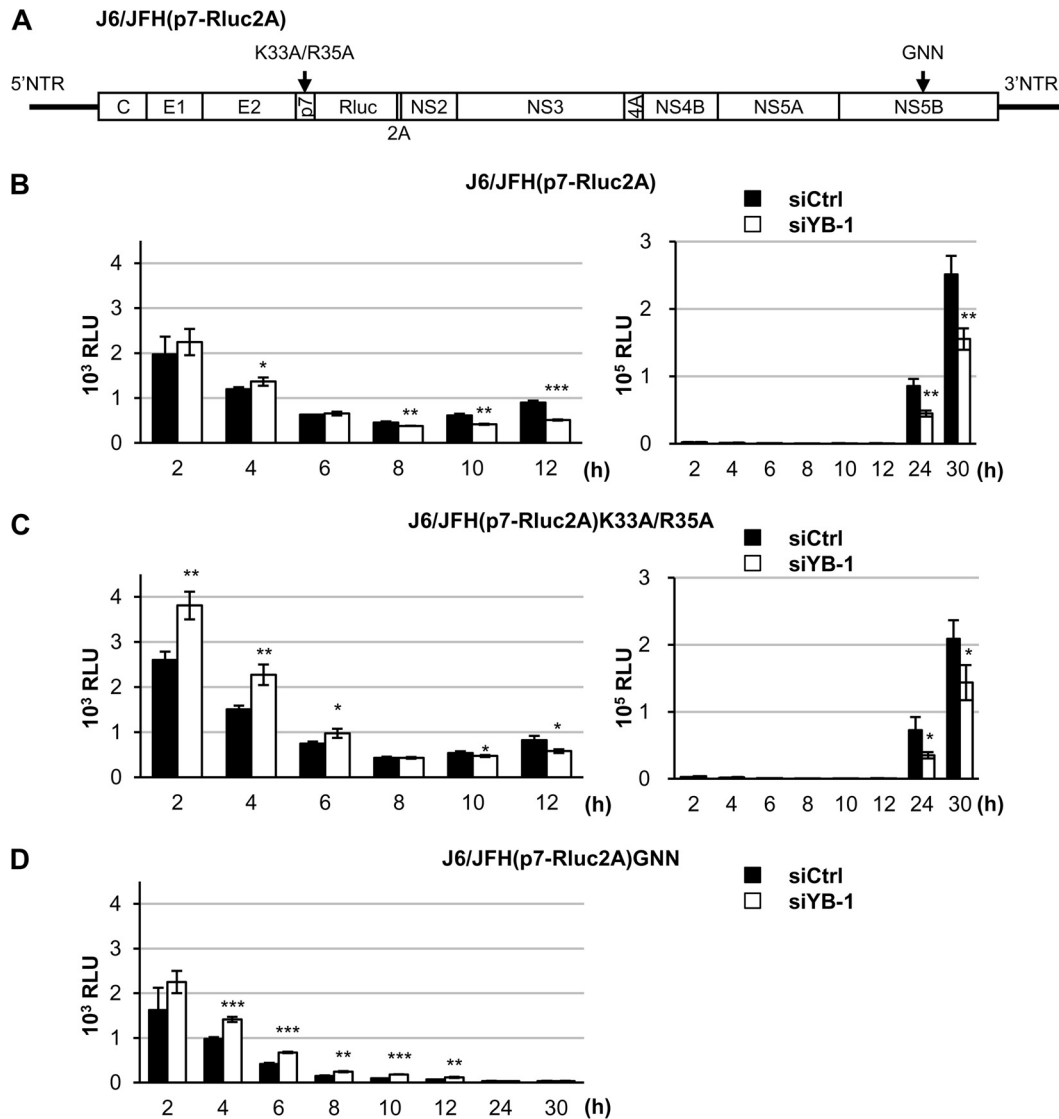 A J6/JFH(p7-Rluc2A)
K33A/R35A GNN
5’NTR 3’NTR
C E1 E2 p7 Rluc NS2 NS3 4A NS4B NS5A NS5B
2A
B J6/JFH(p7-Rluc2A)
siCtrl
siYB-1
10³ RLU
4
3
2
1
0
* ** ** ***
2 4 6 8 10 12 (h)
10⁵ RLU
3
2
1
0
** **
2 4 6 8 10 12 24 30 (h)
C J6/JFH(p7-Rluc2A)K33A/R35A
siCtrl
siYB-1
10³ RLU
4
3
2
1
0
** ** * * *
2 4 6 8 10 12 (h)
10⁵ RLU
3
2
1
0
* *
2 4 6 8 10 12 24 30 (h)
D J6/JFH(p7-Rluc2A)GNN
siCtrl
siYB-1
10³ RLU
4
3
2
1
0
*** *** ** *** **
2 4 6 8 10 12 24 30 (h)